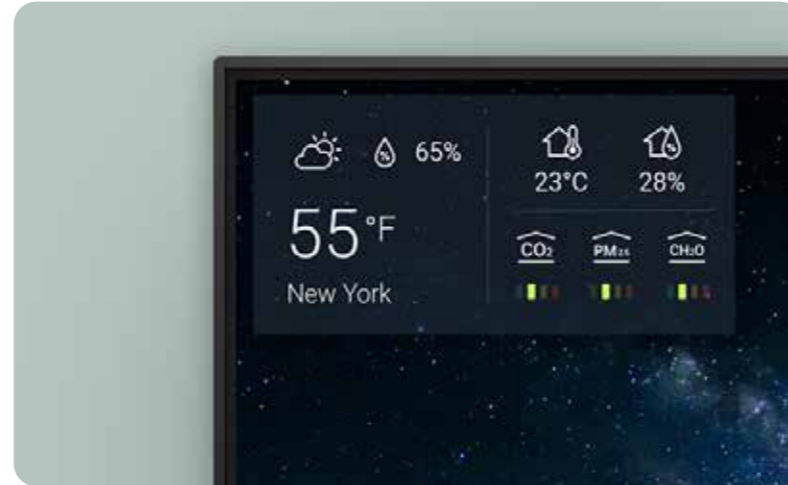 65%
55°F
New York
23°C
28%
CO₂
PM2.5
CH₂O